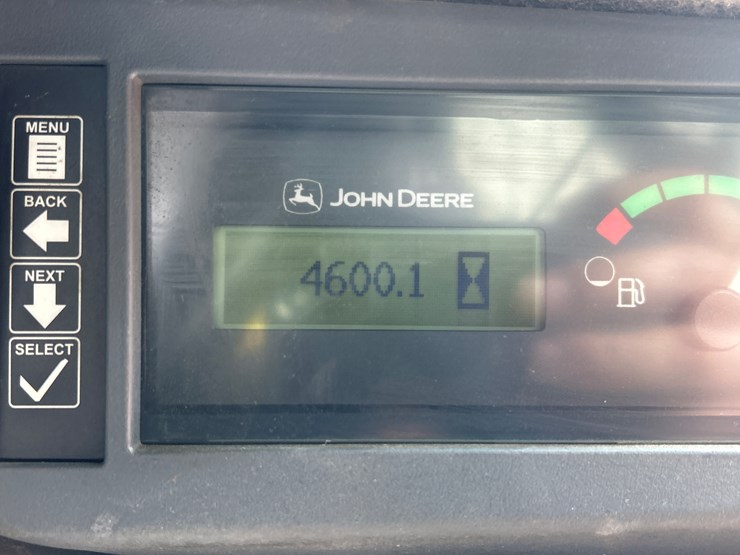 MENU
BACK
NEXT
SELECT
JOHN DEERE
4600.1